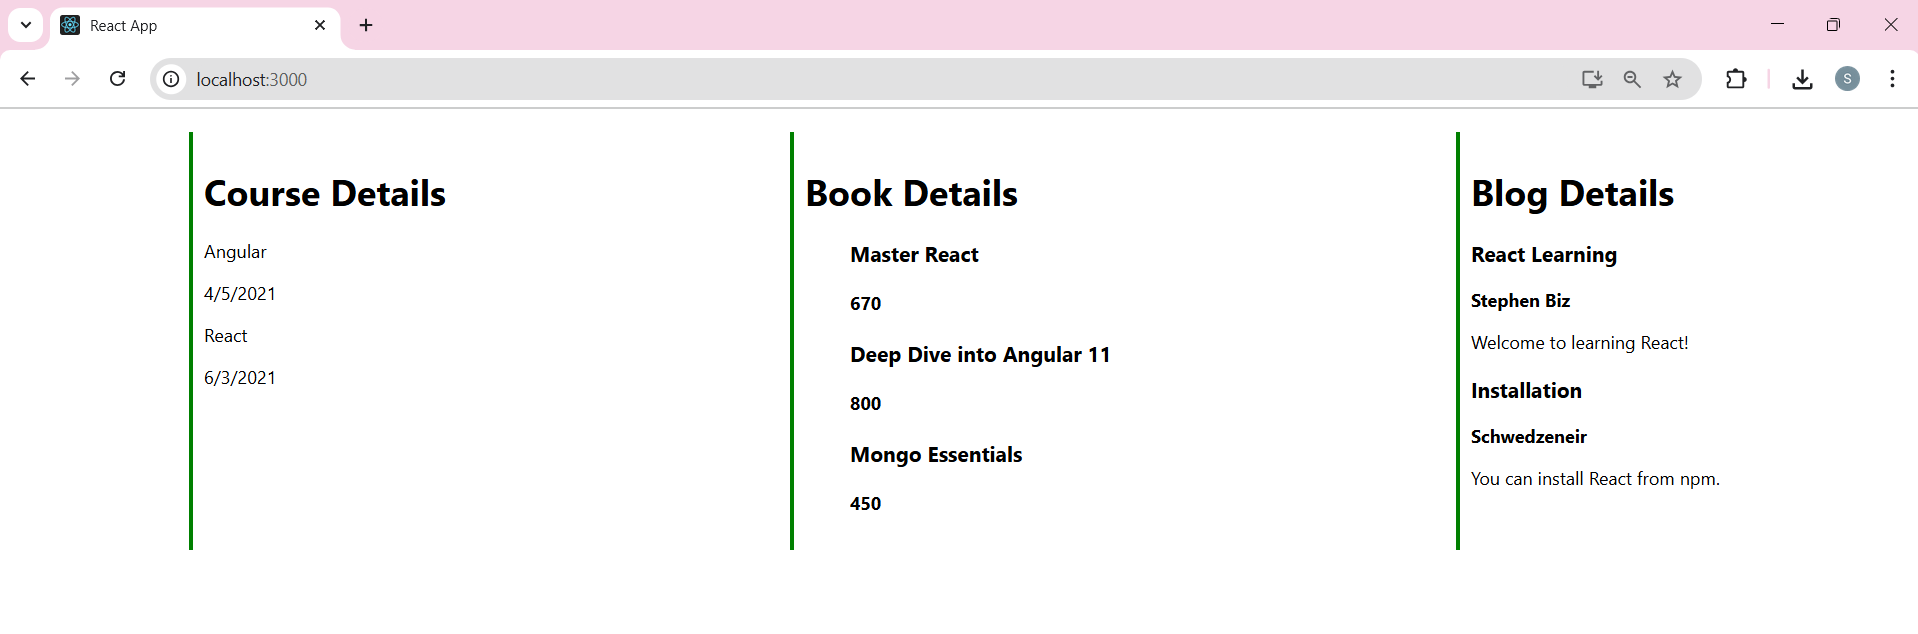 React App
localhost:3000
S
Course Details
Angular
4/5/2021
React
6/3/2021
Book Details
Master React
670
Deep Dive into Angular 11
800
Mongo Essentials
450
Blog Details
React Learning
Stephen Biz
Welcome to learning React!
Installation
Schwedzeneir
You can install React from npm.